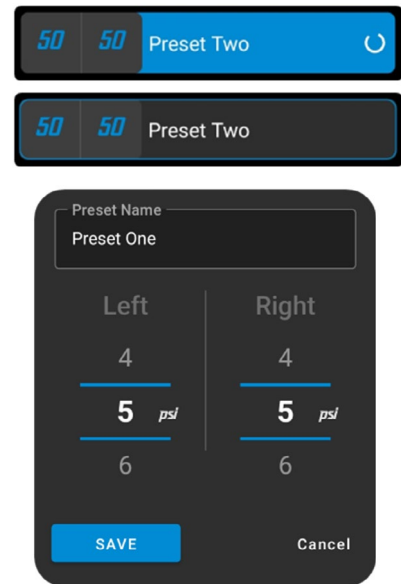 50 50 Preset Two
50 50 Preset Two
Preset Name
Preset One
Left Right
4 4
5 psi 5 psi
6 6
SAVE Cancel